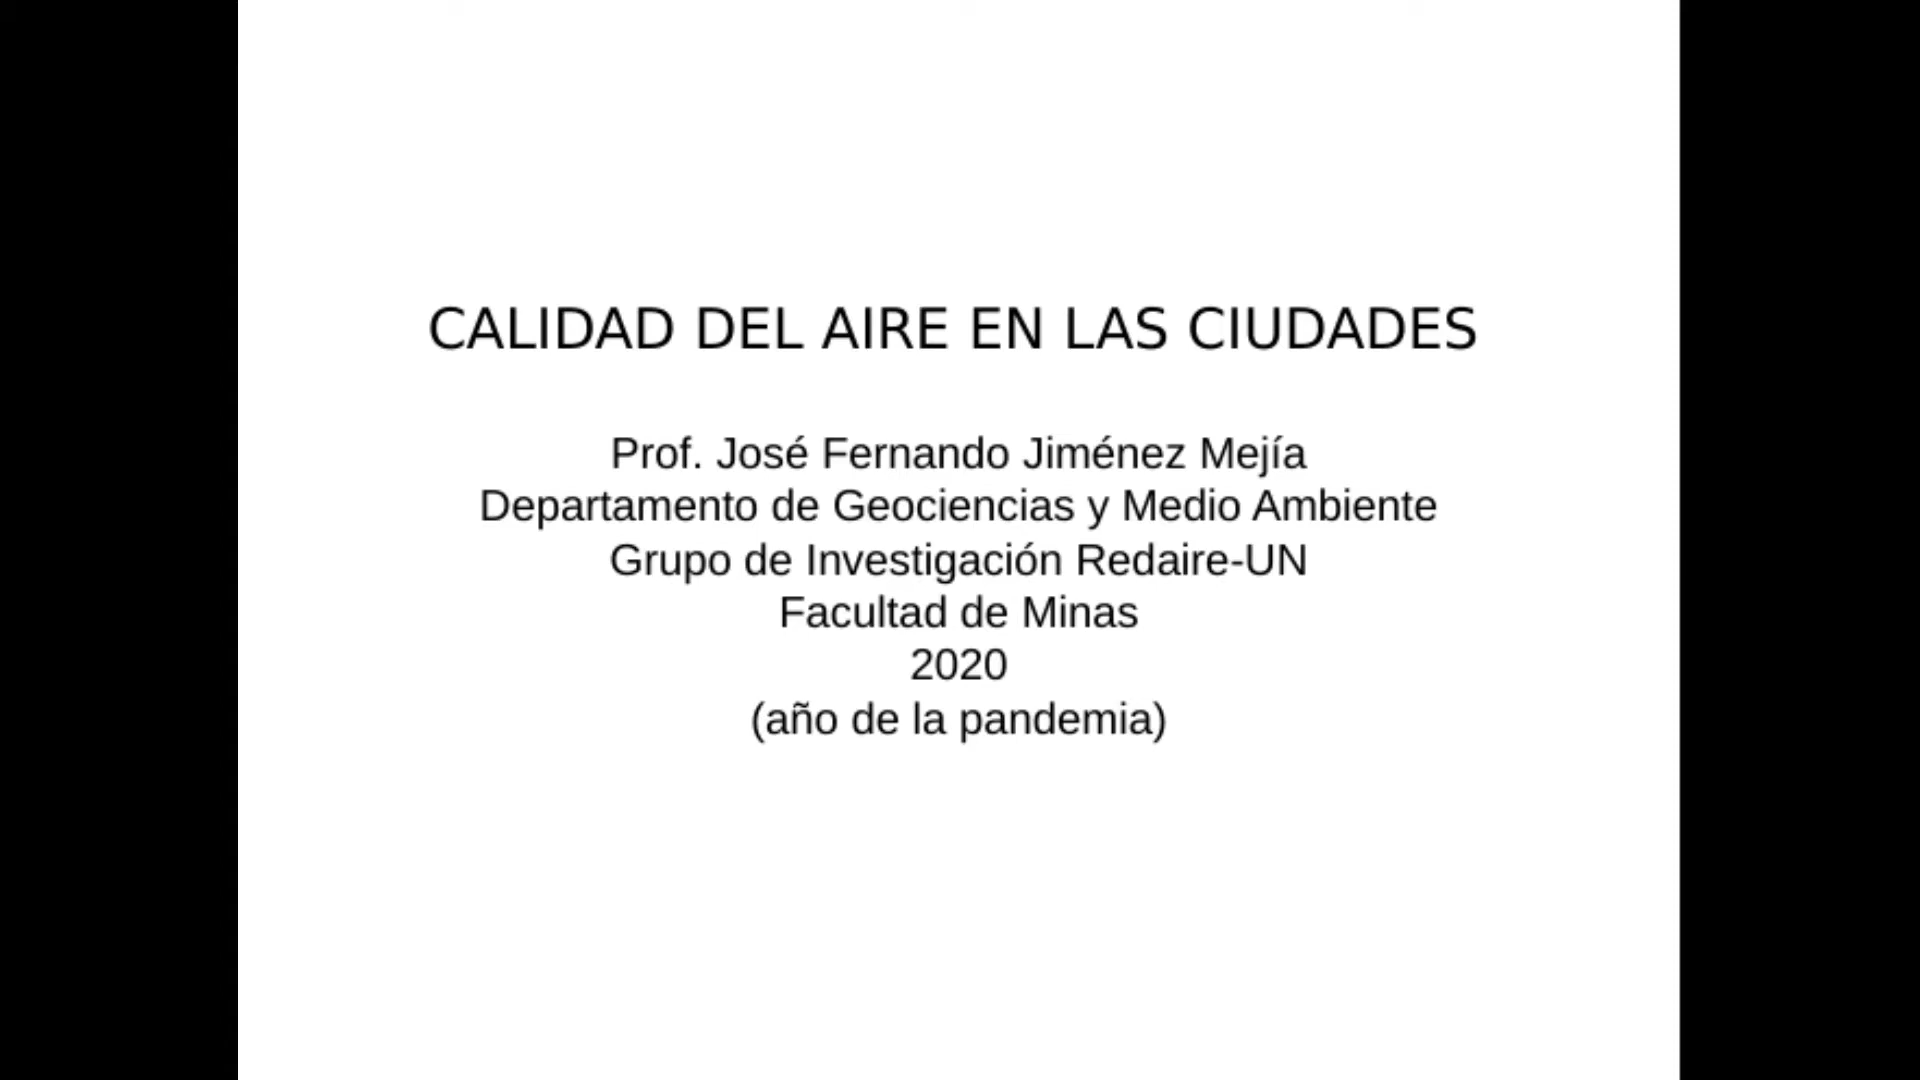 CALIDAD DEL AIRE EN LAS CIUDADES
Prof. José Fernando Jiménez Mejía
Departamento de Geociencias y Medio Ambiente
Grupo de Investigación Redaire-UN
Facultad de Minas
2020
(año de la pandemia)